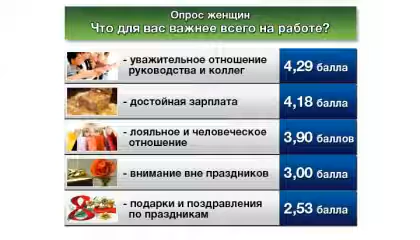 Опрос женщин
Что для вас важнее всего на работе?
- уважительное отношение
руководства и коллег
4,29 балла
- достойная зарплата
4,18 балла
- лояльное и человеческое
отношение
3,90 баллов
- внимание вне праздников
3,00 балла
- подарки и поздравления
по праздникам
2,53 балла
8